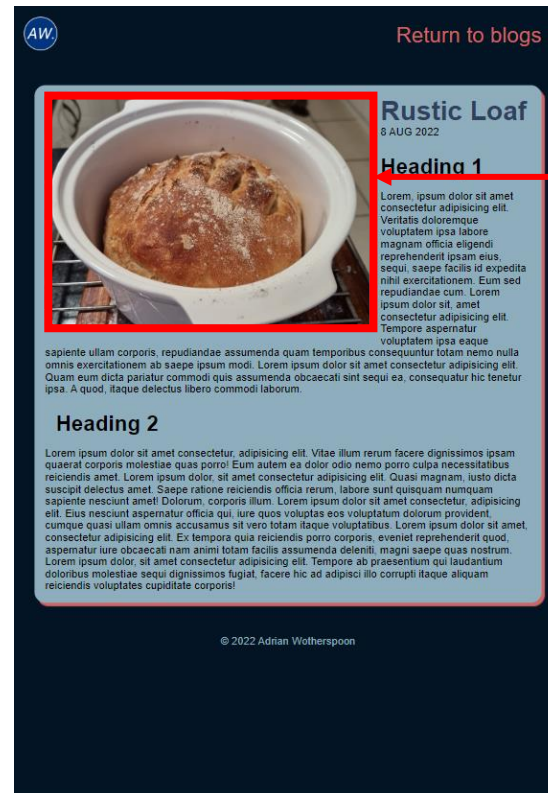 AW.
Return to blogs
Rustic Loaf
8 AUG 2022
Heading 1
Lorem, ipsum dolor sit amet
consectetur adipisicing elit.
Veritatis doloremque
voluptatem ipsa labore
magnam officia eligendi
reprehenderit ipsam eius,
sequi, saepe facilis id expedita
nihil exercitationem. Eum sed
repudiandae cum. Lorem
ipsum dolor sit, amet
consectetur adipisicing elit.
Tempore aspernatur
voluptatem ipsa eaque
sapiente ullam corporis, repudiandae assumenda quam temporibus consequuntur totam nemo nulla
omnis exercitationem ab saepe ipsum modi. Lorem ipsum dolor sit amet consectetur adipisicing elit.
Quam eum dicta pariatur commodi quis assumenda obcaecati sint sequi ea, consequatur hic tenetur
ipsa. A quod, itaque delectus libero commodi laborum.
Heading 2
Lorem ipsum dolor sit amet consectetur, adipisicing elit. Vitae illum rerum facere dignissimos ipsam
quaerat corporis molestiae quas porro! Eum autem ea dolor odio nemo porro culpa necessitatibus
reiciendis amet. Lorem ipsum dolor, sit amet consectetur adipisicing elit. Quasi magnam, iusto dicta
suscipit delectus amet. Saepe ratione reiciendis officia rerum, labore sunt quisquam numquam
sapiente nesciunt amet! Dolorum, corporis illum. Lorem ipsum dolor sit amet consectetur, adipisicing
elit. Eius nesciunt aspernatur officia qui, iure quos voluptas eos voluptatum dolorum provident,
cumque quasi ullam omnis accusamus sit vero totam itaque voluptatibus. Lorem ipsum dolor sit amet,
consectetur adipisicing elit. Ex tempora quia reiciendis porro corporis, eveniet reprehenderit quod,
aspernatur iure obcaecati nam animi totam facilis assumenda deleniti, magni saepe quas nostrum.
Lorem ipsum dolor, sit amet consectetur adipisicing elit. Tempore ab praesentium qui laudantium
doloribus molestiae sequi dignissimos fugiat, facere hic ad adipisci illo corrupti itaque aliquam
reiciendis voluptates cupiditate corporis!
© 2022 Adrian Wotherspoon